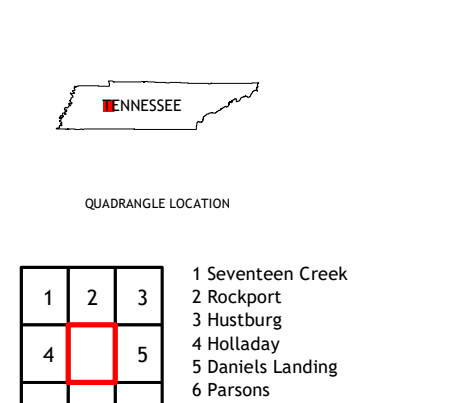 TENNESSEE
QUADRANGLE LOCATION
1 2 3
4 5
1 Seventeen Creek
2 Rockport
3 Hustburg
4 Holladay
5 Daniels Landing
6 Parsons